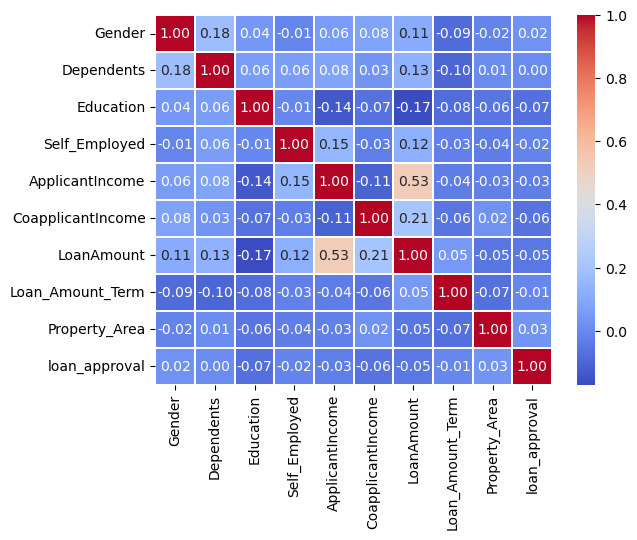 Gender 1.00 0.18 0.04 -0.01 0.06 0.08 0.11 -0.09 -0.02 0.02
Dependents 0.18 1.00 0.06 0.06 0.08 0.03 0.13 -0.10 0.01 0.00
Education 0.04 0.06 1.00 -0.01 -0.14 -0.07 -0.17 -0.08 -0.06 -0.07
Self_Employed -0.01 0.06 -0.01 1.00 0.15 -0.03 0.12 -0.03 -0.04 -0.02
ApplicantIncome 0.06 0.08 -0.14 0.15 1.00 -0.11 0.53 -0.04 -0.03 -0.03
CoapplicantIncome 0.08 0.03 -0.07 -0.03 -0.11 1.00 0.21 -0.06 0.02 -0.06
LoanAmount 0.11 0.13 -0.17 0.12 0.53 0.21 1.00 0.05 -0.05 -0.05
Loan_Amount_Term -0.09 -0.10 -0.08 -0.03 -0.04 -0.06 0.05 1.00 -0.07 -0.01
Property_Area -0.02 0.01 -0.06 -0.04 -0.03 0.02 -0.05 -0.07 1.00 0.03
loan_approval 0.02 0.00 -0.07 -0.02 -0.03 -0.06 -0.05 -0.01 0.03 1.00
Gender
Dependents
Education
Self_Employed
ApplicantIncome
CoapplicantIncome
LoanAmount
Loan_Amount_Term
Property_Area
loan_approval
1.0
0.8
0.6
0.4
0.2
0.0